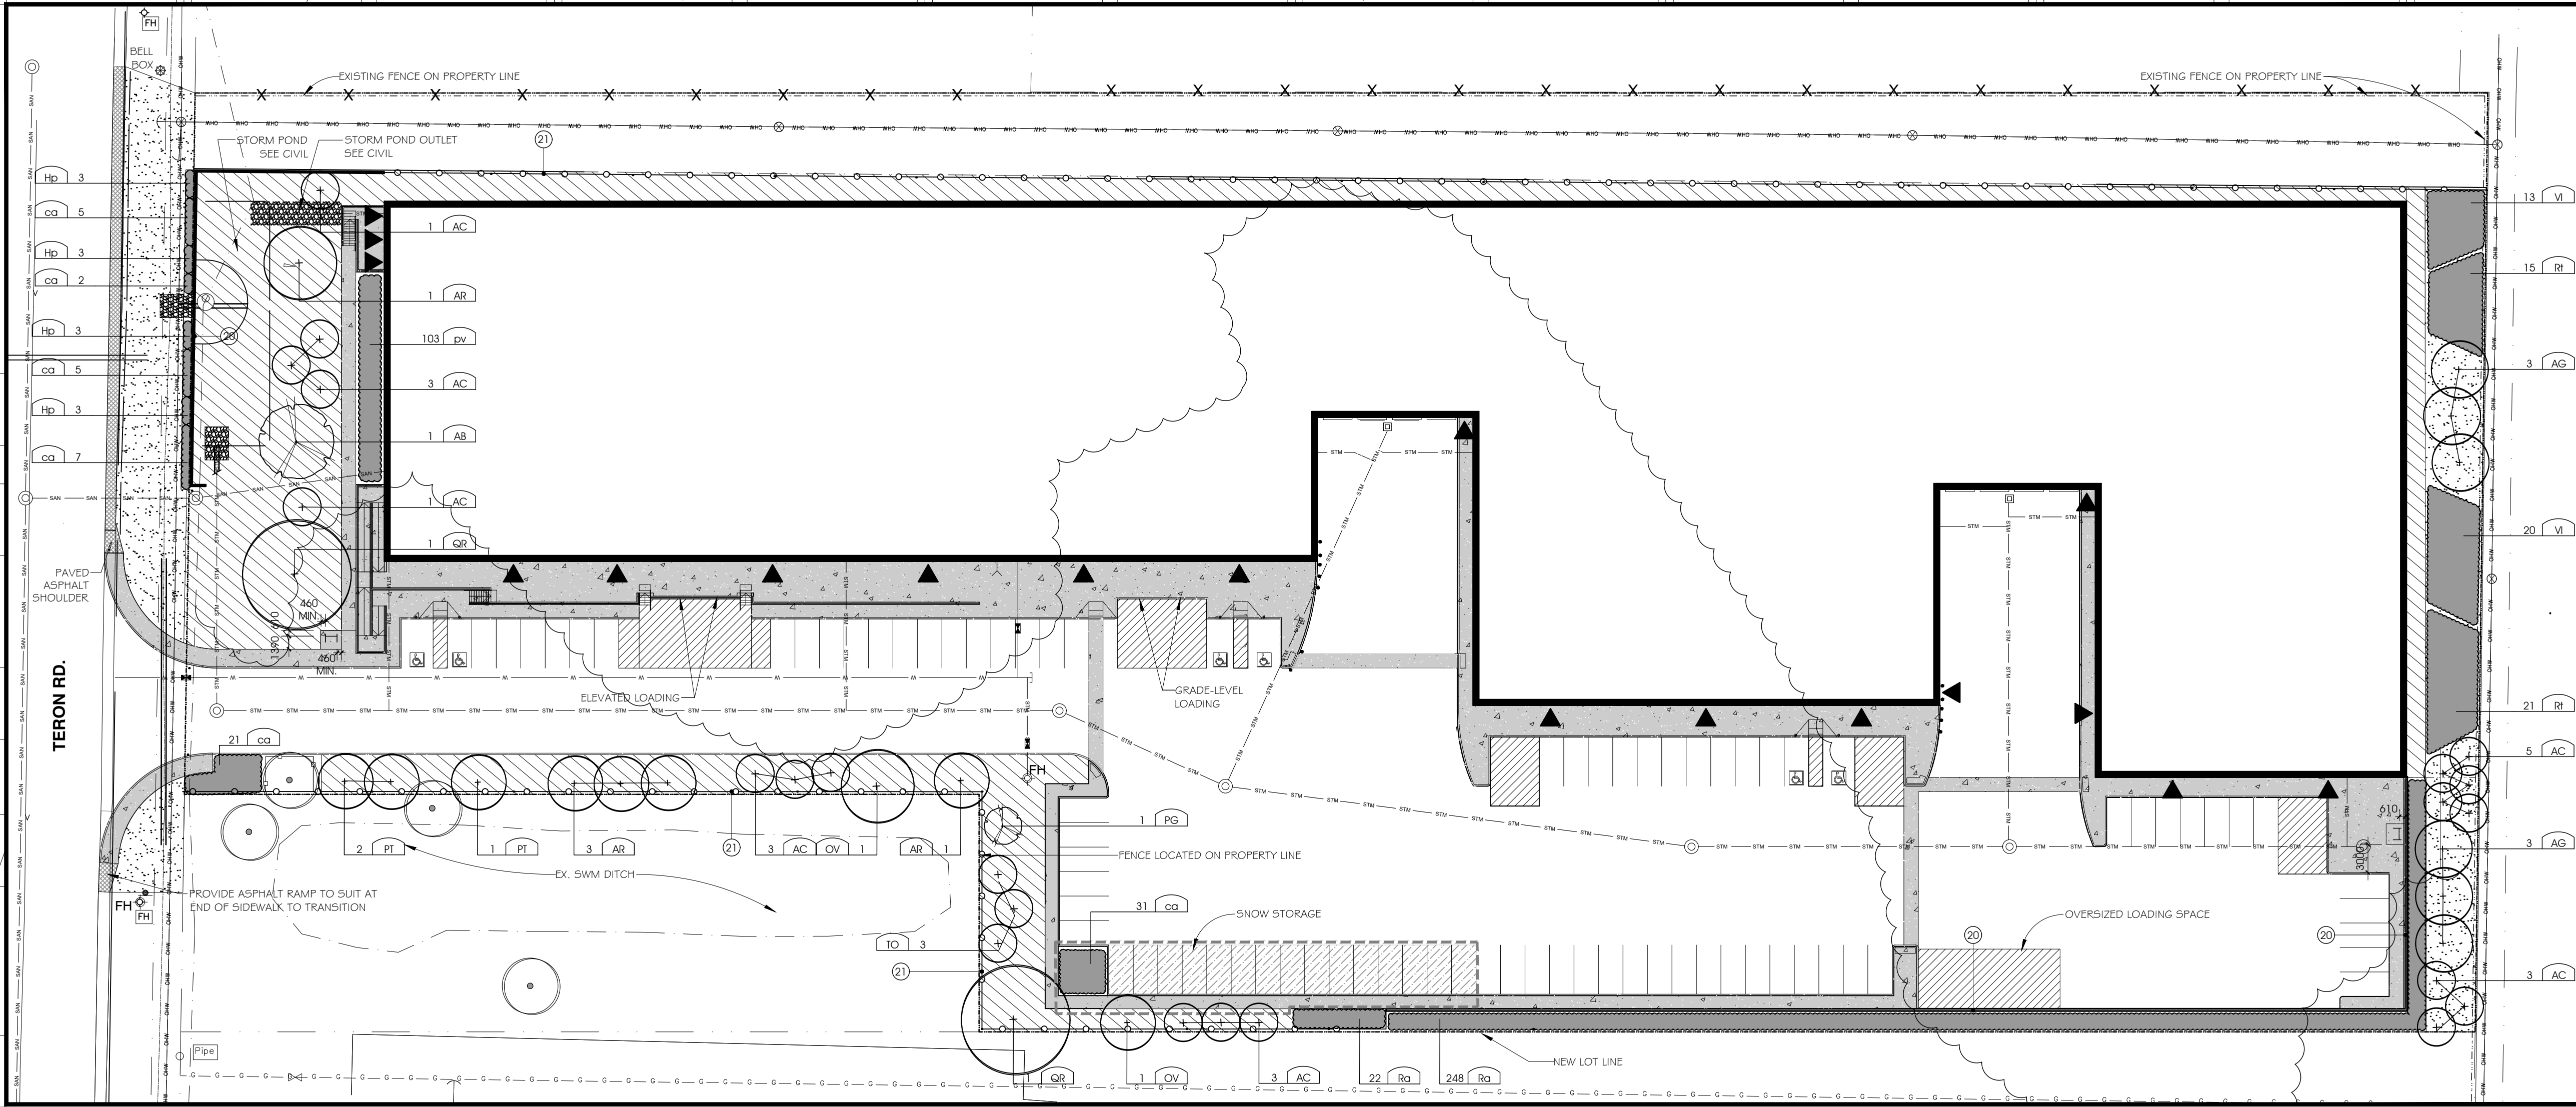 FH
BELL
BOX
EXISTING FENCE ON PROPERTY LINE
EXISTING FENCE ON PROPERTY LINE
STORM POND
SEE CIVIL
STORM POND OUTLET
SEE CIVIL
21
Hp 3
ca 5
Hp 3
ca 2
Hp 3
ca 5
Hp 3
ca 7
20
1 AC
1 AR
103 pv
3 AC
1 AB
1 AC
1 QR
13 VI
15 Rt
3 AG
20 VI
21 Rt
5 AC
3 AG
3 AC
PAVED
ASPHALT
SHOULDER
460
MIN.
1390
610
460
MIN.
TERON RD.
ELEVATED LOADING
GRADE-LEVEL
LOADING
21 ca
FH
2 PT
1 PT
3 AR
21
3 AC
OV 1
AR 1
1 PG
FENCE LOCATED ON PROPERTY LINE
EX. SWM DITCH
PROVIDE ASPHALT RAMP TO SUIT AT
END OF SIDEWALK TO TRANSITION
FH
FH
31 ca
SNOW STORAGE
OVERSIZED LOADING SPACE
610
3000
20
20
TO 3
21
Pipe
NEW LOT LINE
1 QR
1 OV
3 AC
22 Ra
248 Ra